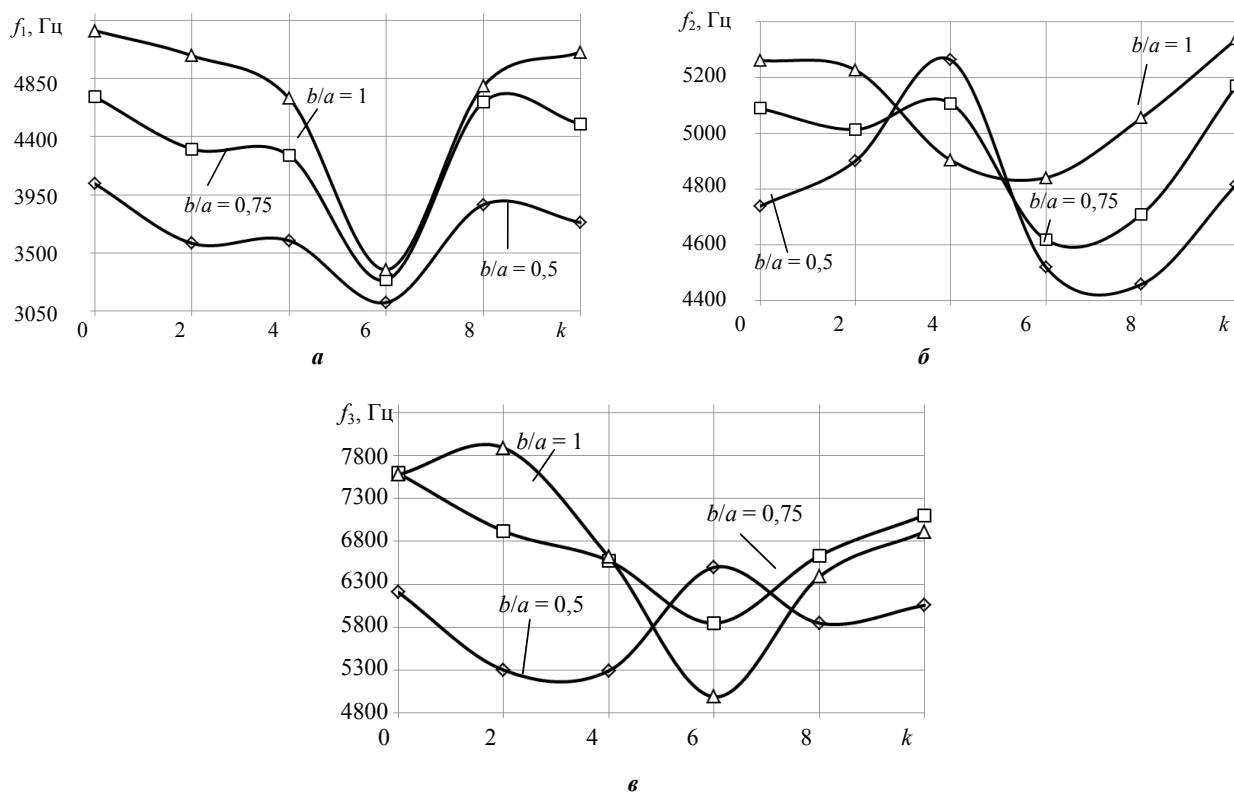 f₁, Гц
4850
4400
3950
3500
3050
0
2
4
6
8
k
b/a = 1
b/a = 0,75
b/a = 0,5
а
f₂, Гц
5200
5000
4800
4600
4400
0
2
4
6
8
k
b/a = 1
b/a = 0,75
b/a = 0,5
б
f₃, Гц
7800
7300
6800
6300
5800
5300
4800
0
2
4
6
8
k
b/a = 1
b/a = 0,75
b/a = 0,5
в